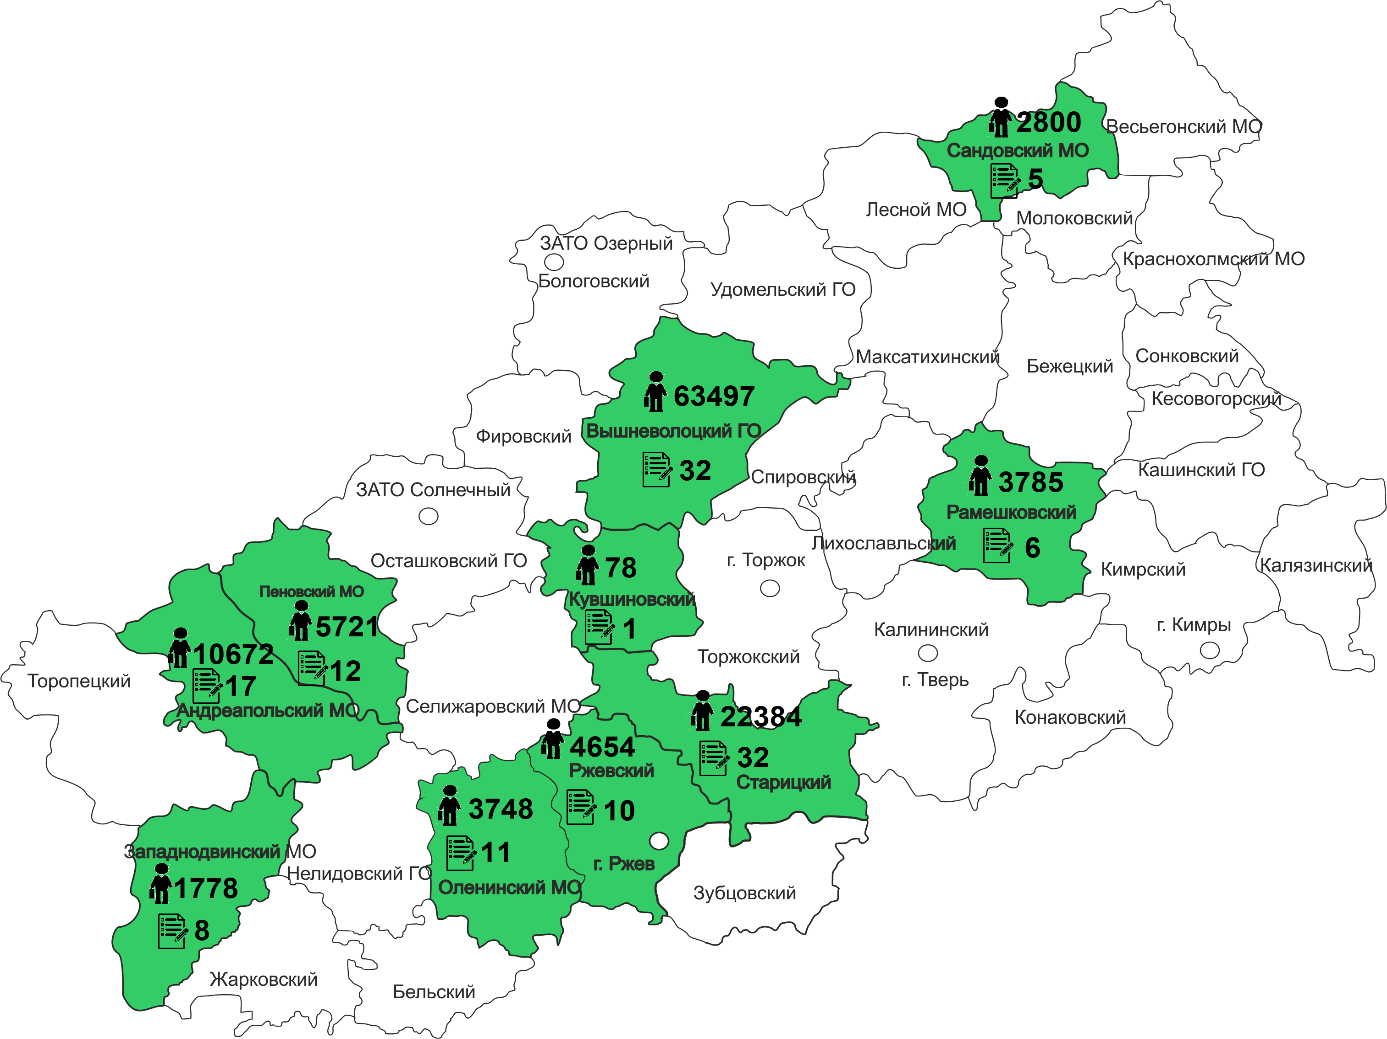 2800
Весьегонский МО
Сандовский МО
5
Лесной МО
Молоковский
ЗАТО Озерный
Бологовский
Удомельский ГО
Краснохолмский МО
Максатихинский
Бежецкий
Сонковский
63497
Кесовогорский
Вышневолоцкий ГО
Фировский
32
Спировский
Кашинский ГО
3785
Рамешковский
6
ЗАТО Солнечный
Осташковский ГО
Лихославльский
г. Торжок
78
Кувшиновский
1
Кимрский
Калязинский
Пеновский МО
5721
12
10672
17
Андреапольский МО
Торопецкий
Калининский
г. Кимры
Торжокский
г. Тверь
Селижаровский МО
Конаковский
22384
32
Старицкий
4654
Ржевский
10
г. Ржев
3748
11
Оленинский МО
Западнодвинский МО
1778
8
Нелидовский ГО
Зубцовский
Жарковский
Бельский